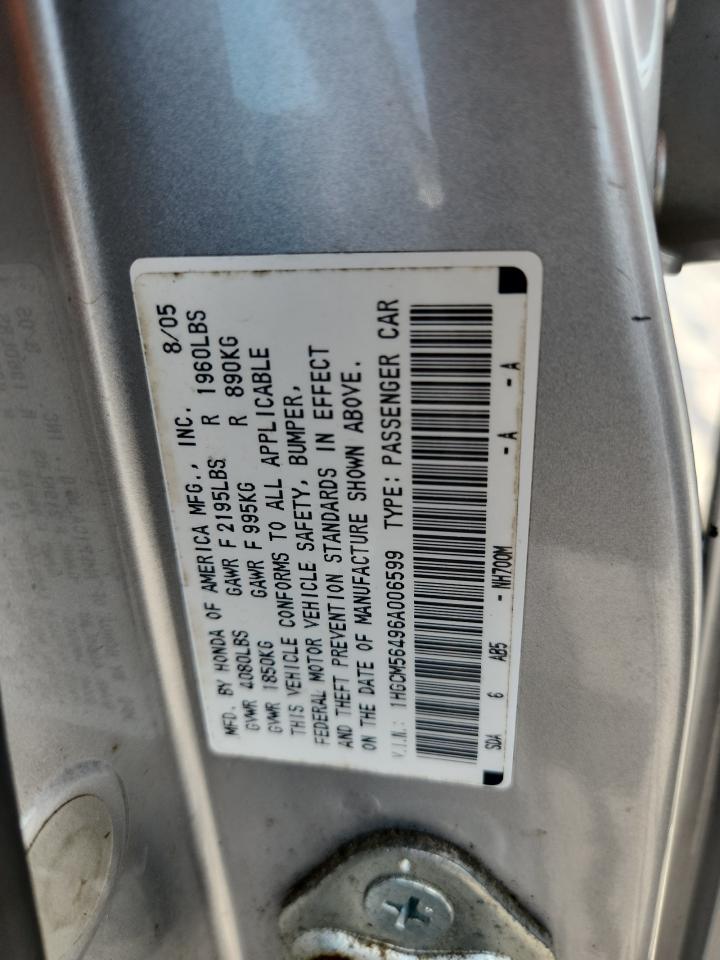 MFD. BY HONDA OF AMERICA MFG., INC. 8/05
GVWR 4080LBS GAWR F 2195LBS R 1960LBS
GVWR 1850KG GAWR F 995KG R 890KG
THIS VEHICLE CONFORMS TO ALL APPLICABLE
FEDERAL MOTOR VEHICLE SAFETY, BUMPER,
AND THEFT PREVENTION STANDARDS IN EFFECT
ON THE DATE OF MANUFACTURE SHOWN ABOVE.
V.I.N.: 1HGCM56496A006599 TYPE: PASSENGER CAR
SDA 6 AB5 - NH700M - A - A